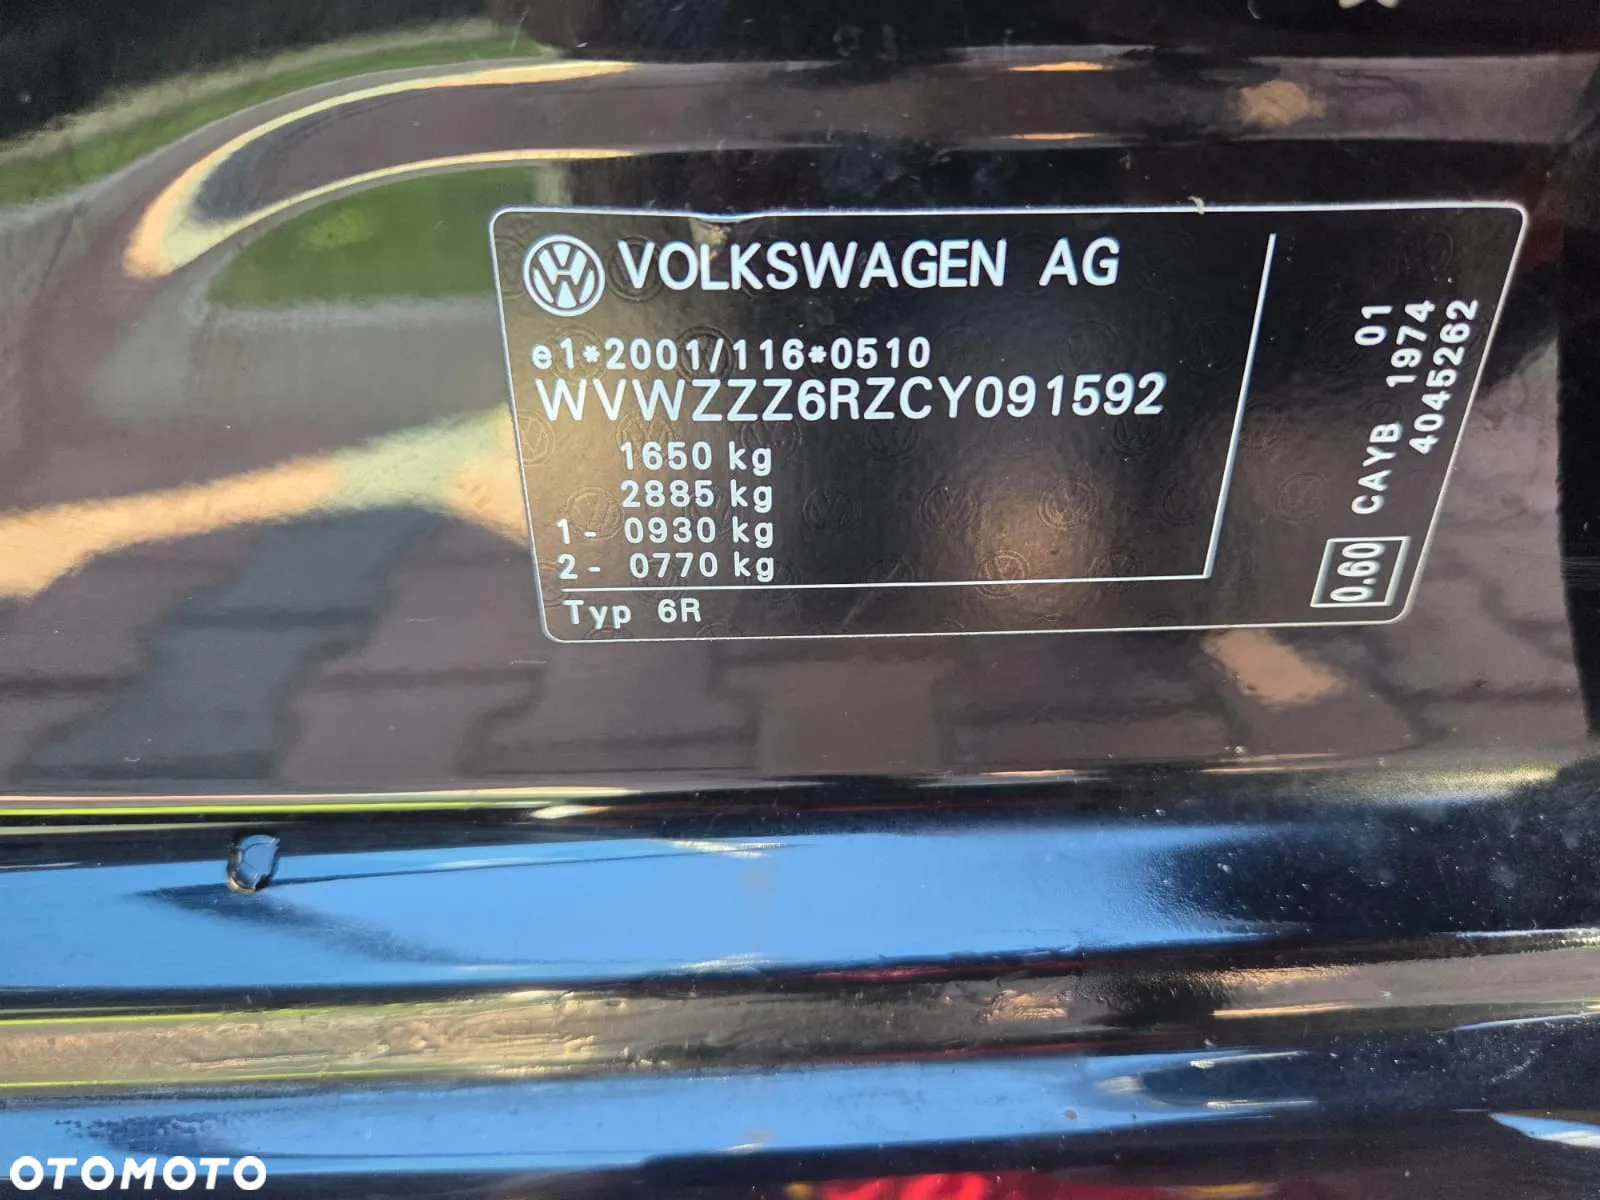 VOLKSWAGEN AG
e1*2001/116*0510
WVWZZZ6RZCY091592
1650 kg
2885 kg
1- 0930 kg
2- 0770 kg
Typ 6R
01
CAYB 1974
4045262
0.60
OTOMOTO